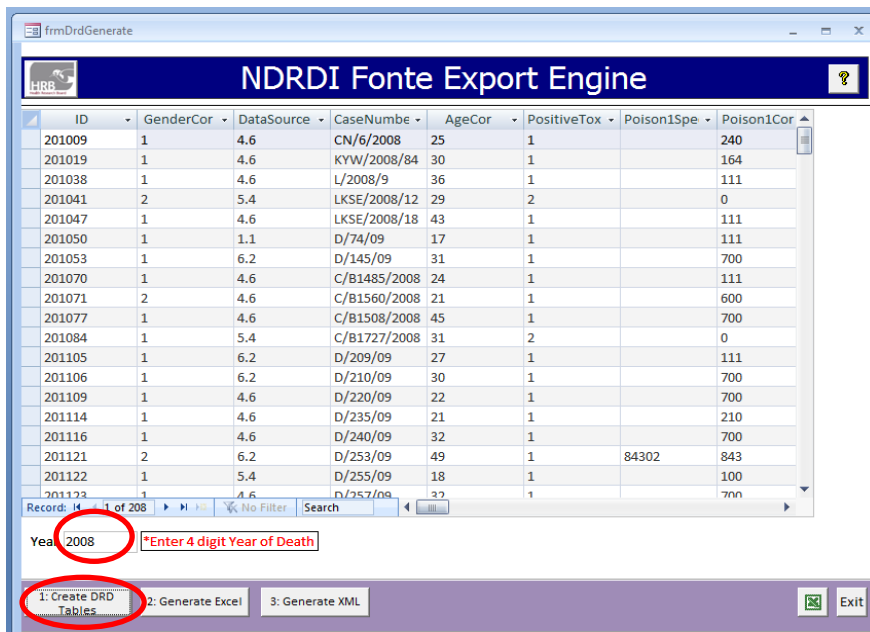 frmDrdGenerate
HRB
NDRDI Fonte Export Engine
?
ID GenderCor DataSource CaseNumbe AgeCor PositiveTox Poison1Spe Poison1Cor
201009 1 4.6 CN/6/2008 25 1 240
201019 1 4.6 KYW/2008/84 30 1 164
201038 1 4.6 L/2008/9 36 1 111
201041 2 5.4 LKSE/2008/12 29 2 0
201047 1 4.6 LKSE/2008/18 43 1 111
201050 1 1.1 D/74/09 17 1 111
201053 1 6.2 D/145/09 31 1 700
201070 1 4.6 C/B1485/2008 24 1 111
201071 2 4.6 C/B1560/2008 21 1 600
201077 1 4.6 C/B1508/2008 45 1 700
201084 1 5.4 C/B1727/2008 31 2 0
201105 1 6.2 D/209/09 27 1 111
201106 1 6.2 D/210/09 30 1 700
201109 1 4.6 D/220/09 22 1 700
201114 1 4.6 D/235/09 21 1 210
201116 1 4.6 D/240/09 32 1 700
201121 2 6.2 D/253/09 49 1 84302 843
201122 1 5.4 D/255/09 18 1 100
201123 1 4.6 D/257/09 32 1 700
Record: 1 of 208 No Filter Search
Year 2008 *Enter 4 digit Year of Death
1: Create DRD
Tables
2: Generate Excel
3: Generate XML
Exit